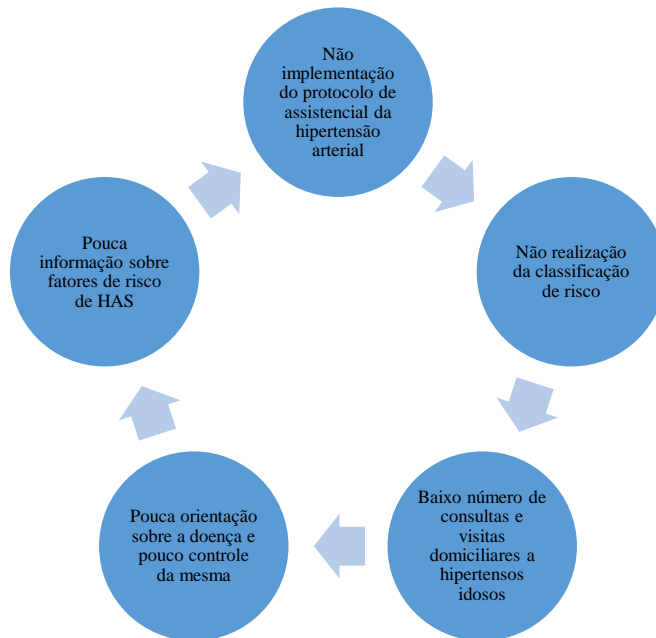 Não
implementação
do protocolo de
assistencial da
hipertensão
arterial
Não realização
da classificação
de risco
Baixo número de
consultas e
visitas
domiciliares a
hipertensos
idosos
Pouca orientação
sobre a doença e
pouco controle
da mesma
Pouca
informação sobre
fatores de risco
de HAS